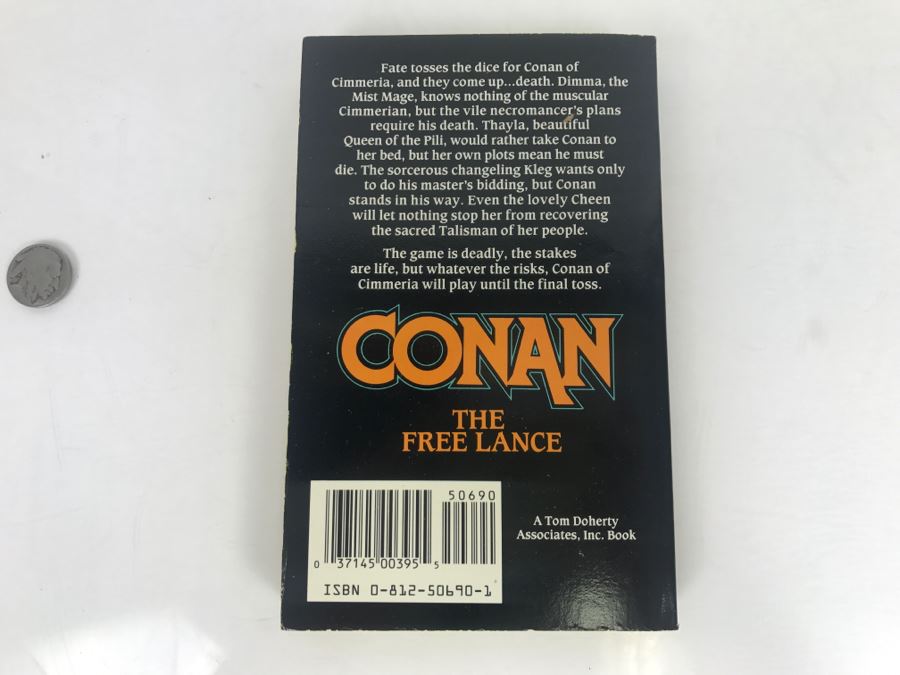 Fate tosses the dice for Conan of
Cimmeria, and they come up...death. Dimma, the
Mist Mage, knows nothing of the muscular
Cimmerian, but the vile necromancer's plans
require his death. Thayla, beautiful
Queen of the Pili, would rather take Conan to
her bed, but her own plots mean he must
die. The sorcerous changeling Kleg wants only
to do his master's bidding, but Conan
stands in his way. Even the lovely Cheen
will let nothing stop her from recovering
the sacred Talisman of her people.
The game is deadly, the stakes
are life, but whatever the risks, Conan of
Cimmeria will play until the final toss.
CONAN
THE
FREE LANCE
50690
0 37145 00395 5
ISBN 0-812-50690-1
A Tom Doherty
Associates, Inc. Book